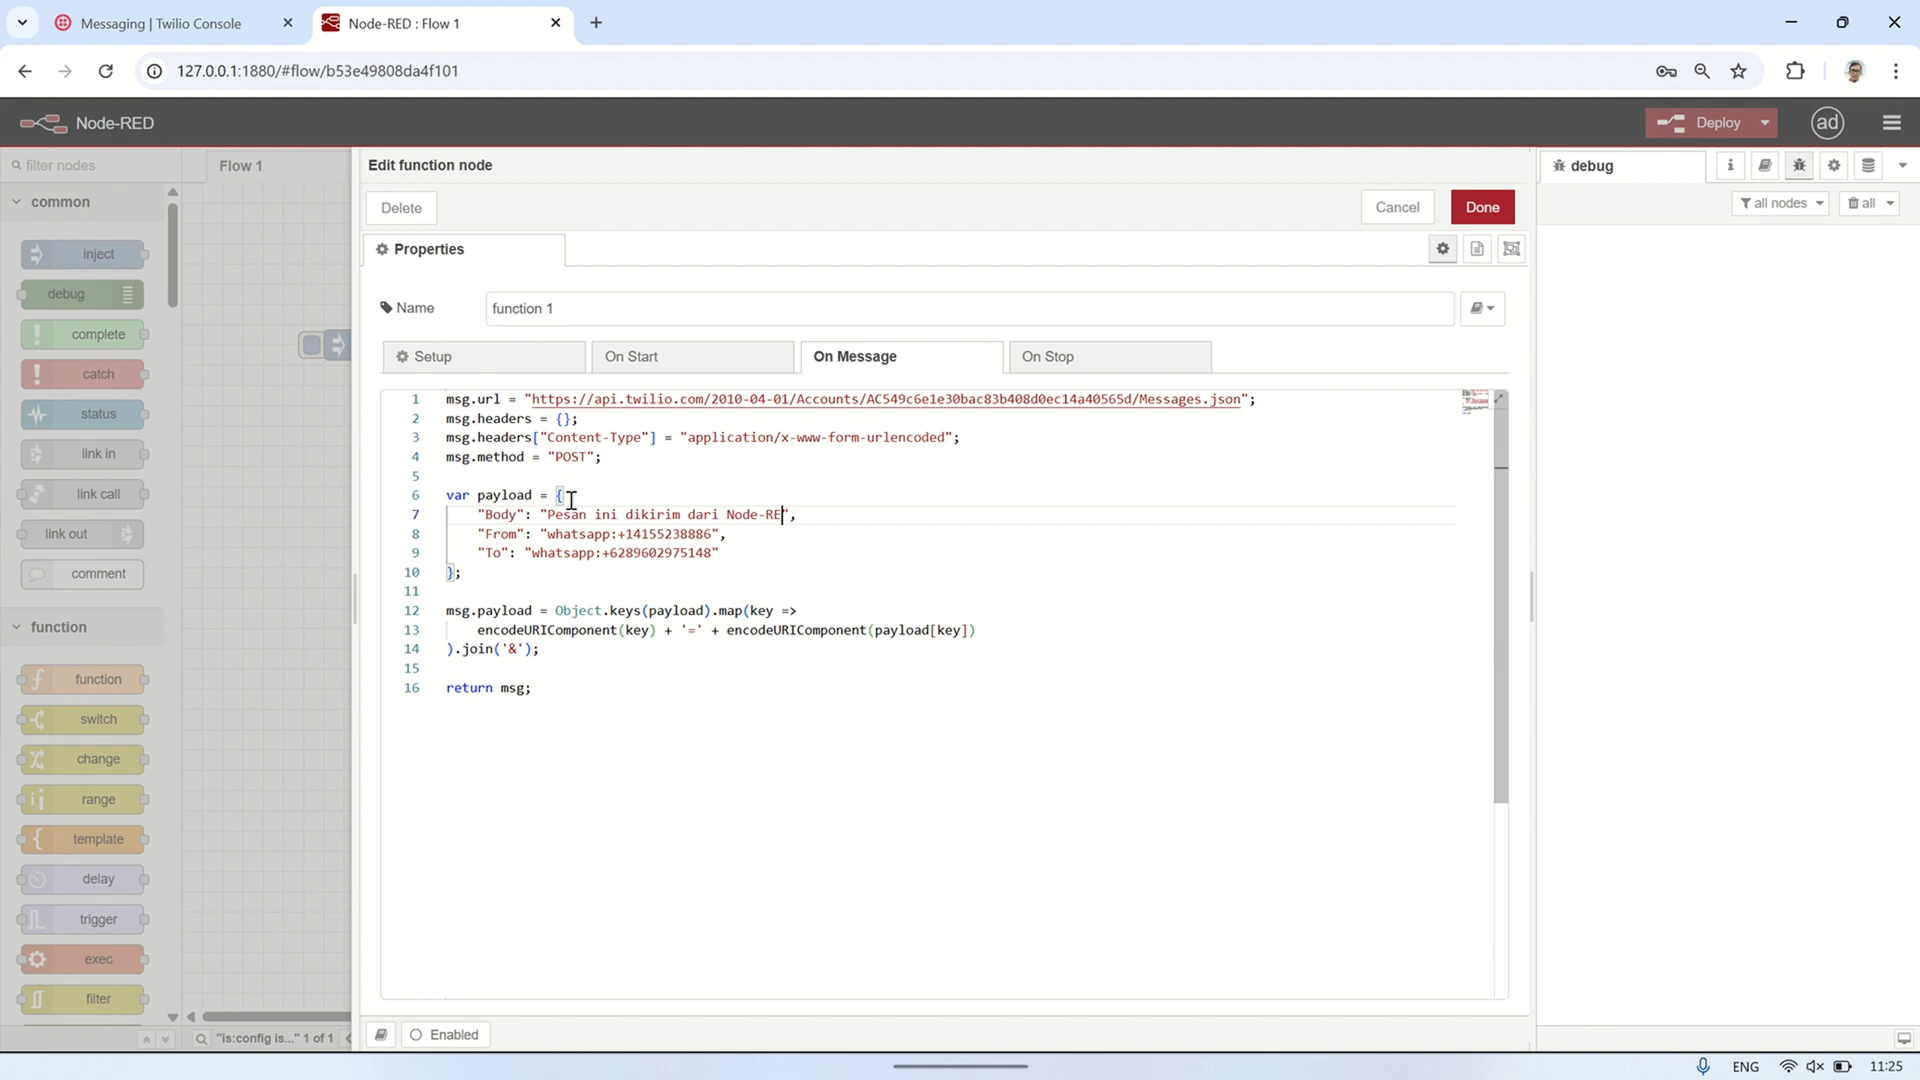 Messaging | Twilio Console
Node-RED : Flow 1
127.0.0.1:1880/#flow/b53e49808da4f101
Node-RED
Deploy
ad
filter nodes
Flow 1
Edit function node
debug
Delete
Cancel
Done
all nodes
all
common
Properties
inject
debug
complete
catch
status
link in
link call
link out
comment
function
function
switch
change
range
template
delay
trigger
exec
filter
Name
function 1
Setup
On Start
On Message
On Stop
1 msg.url = "https://api.twilio.com/2010-04-01/Accounts/AC549c6e1e30bac83b408d0ec14a40565d/Messages.json";
2 msg.headers = {};
3 msg.headers["Content-Type"] = "application/x-www-form-urlencoded";
4 msg.method = "POST";
5
6 var payload = {
7 "Body": "Pesan ini dikirim dari Node-RE",
8 "From": "whatsapp:+14155238886",
9 "To": "whatsapp:+6289602975148"
10 };
11
12 msg.payload = Object.keys(payload).map(key =>
13 encodeURIComponent(key) + '=' + encodeURIComponent(payload[key])
14 ).join('&');
15
16 return msg;
"is:config is..." 1 of 1
Enabled
ENG
11:25